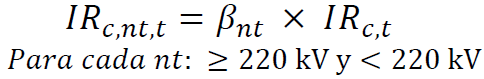 IR_{c,nt,t} = β_{nt} × IR_{c,t}
Para cada nt: ≥ 220 kV y < 220 kV